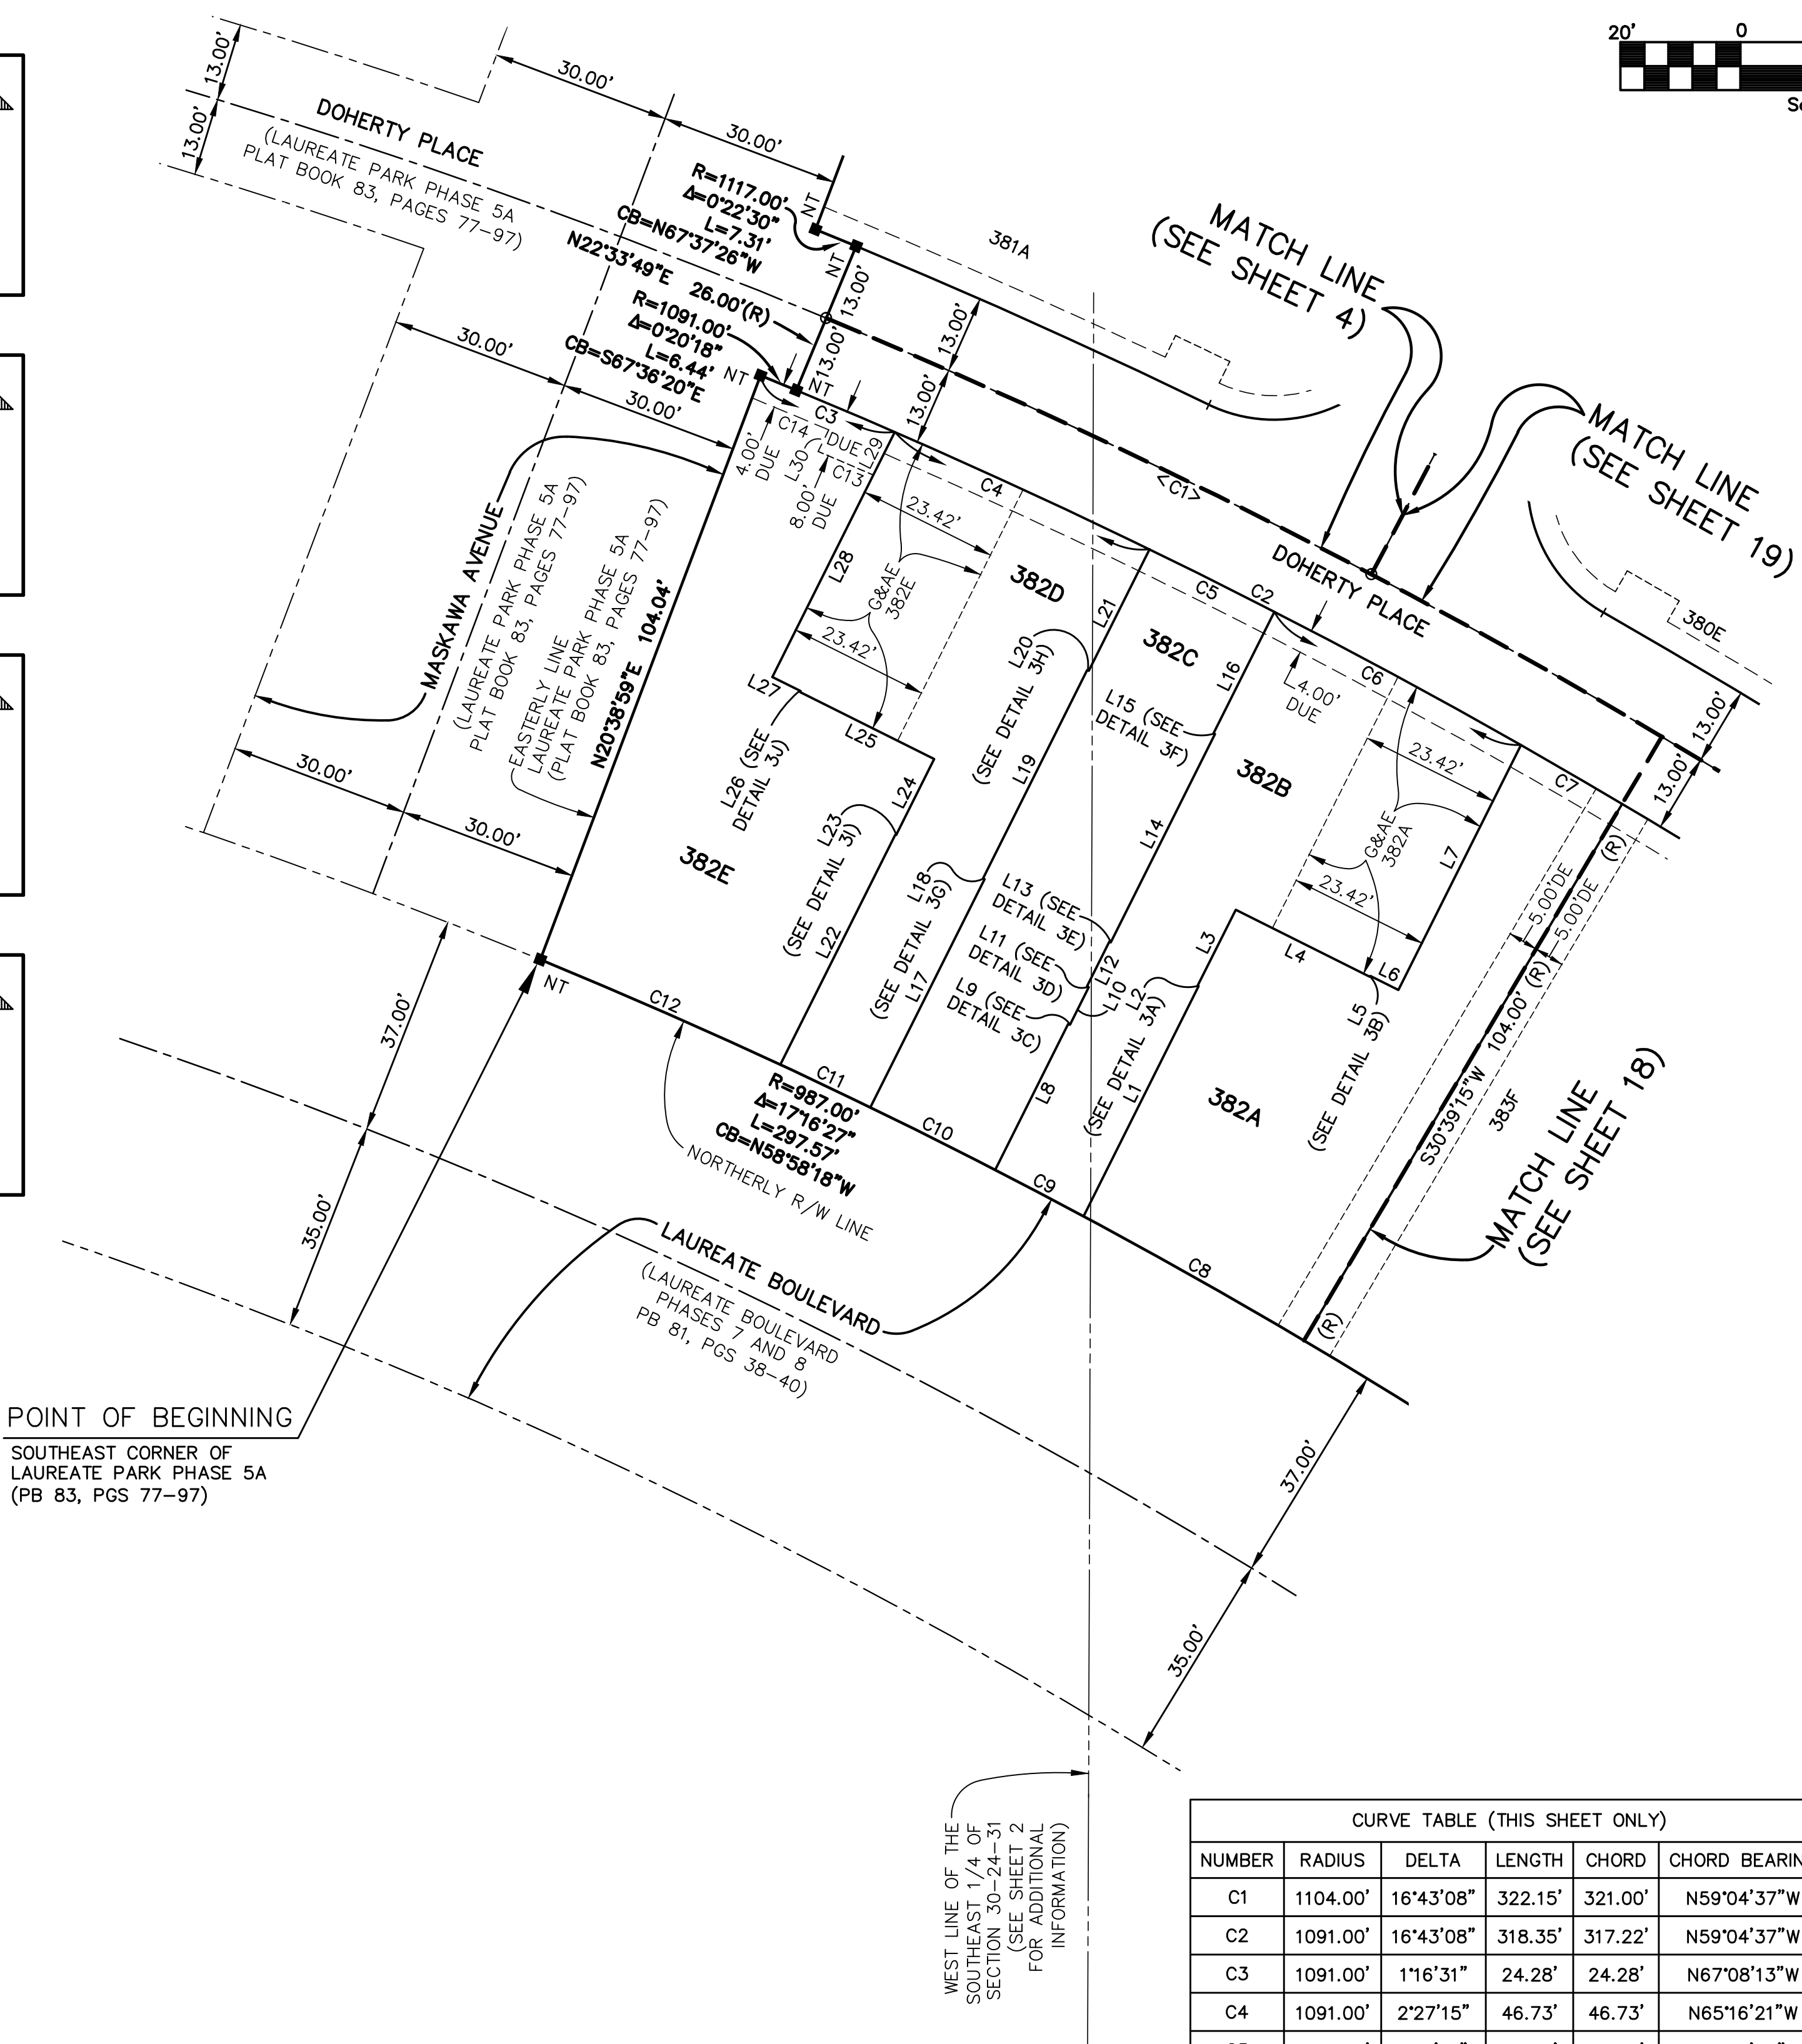 20'
0
13.00'
13.00'
30.00'
30.00'
DOHERTY PLACE
(LAUREATE PARK PHASE 5A
PLAT BOOK 83, PAGES 77-97)
R=1117.00'
Δ=0°22'30"
L=7.31'
CB=N67°37'26"W
NT
NT
N22°33'49"E 26.00'(R)
R=1091.00'
Δ=0°20'18"
L=6.44'
CB=S67°36'20"E
NT
NT
13.00'
13.00'
13.00'
13.00'
381A
MATCH LINE
(SEE SHEET 4)
MATCH LINE
(SEE SHEET 19)
30.00'
30.00'
C3
C14
DUE
L29
L30
C13
4.00'
DUE
8.00'
DUE
C4
<C1>
23.42'
L28
G&AE
382E
23.42'
382D
L21
C5
C2
DOHERTY PLACE
380E
MASKAWA AVENUE
(LAUREATE PARK PHASE 5A
PLAT BOOK 83, PAGES 77-97)
EASTERLY LINE
LAUREATE PARK PHASE 5A
(PLAT BOOK 83, PAGES 77-97)
N20°38'59"E 104.04'
L27
L25
L26 (SEE
DETAIL 3J)
L24
L23
(SEE DETAIL 3I)
L22
L20
(SEE DETAIL 3H)
L19
382C
L16
L15 (SEE
DETAIL 3F)
4.00'
DUE
C6
13.00'
13.00'
C7
23.42'
382B
G&AE
382A
L7
23.42'
L14
L18
(SEE DETAIL 3G)
L17
L13 (SEE
DETAIL 3E)
L11 (SEE
DETAIL 3D)
L12
L10
L9 (SEE
DETAIL 3C)
L8
L2
(SEE DETAIL 3A)
L1
L3
L4
L6
L5
(SEE DETAIL 3B)
(R)
5.00'DE
5.00'DE
(R)
S30°39'15"W 104.00'
383F
(R)
MATCH LINE
(SEE SHEET 18)
30.00'
30.00'
382E
382A
NT
C12
C11
C10
C9
C8
37.00'
35.00'
R=987.00'
Δ=17°16'27"
L=297.57'
CB=N58°58'18"W
NORTHERLY R/W LINE
LAUREATE BOULEVARD
(LAUREATE BOULEVARD
PHASES 7 AND 8
PB 81, PGS 38-40)
POINT OF BEGINNING
SOUTHEAST CORNER OF
LAUREATE PARK PHASE 5A
(PB 83, PGS 77-97)
37.00'
35.00'
WEST LINE OF THE
SOUTHEAST 1/4 OF
SECTION 30-24-31
(SEE SHEET 2
FOR ADDITIONAL
INFORMATION)
CURVE TABLE (THIS SHEET ONLY)
NUMBER RADIUS DELTA LENGTH CHORD CHORD
C1 1104.00' 16°43'08" 322.15' 321.00' N59°04'37"W
C2 1091.00' 16°43'08" 318.35' 317.22' N59°04'37"W
C3 1091.00' 1°16'31" 24.28' 24.28' N67°08'13"W
C4 1091.00' 2°27'15" 46.73' 46.73' N65°16'21"W